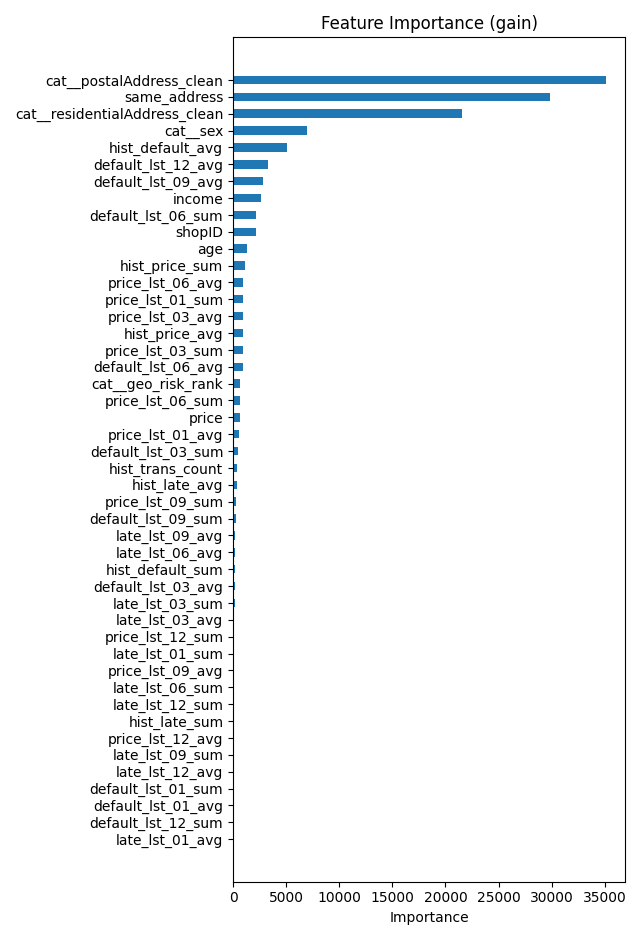 Feature Importance (gain)
cat__postalAddress_clean
same_address
cat__residentialAddress_clean
cat__sex
hist_default_avg
default_lst_12_avg
default_lst_09_avg
income
default_lst_06_sum
shopID
age
hist_price_sum
price_lst_06_avg
price_lst_01_sum
price_lst_03_avg
hist_price_avg
price_lst_03_sum
default_lst_06_avg
cat__geo_risk_rank
price_lst_06_sum
price
price_lst_01_avg
default_lst_03_sum
hist_trans_count
hist_late_avg
price_lst_09_sum
default_lst_09_sum
late_lst_09_avg
late_lst_06_avg
hist_default_sum
default_lst_03_avg
late_lst_03_sum
late_lst_03_avg
price_lst_12_sum
late_lst_01_sum
price_lst_09_avg
late_lst_06_sum
late_lst_12_sum
hist_late_sum
price_lst_12_avg
late_lst_09_sum
late_lst_12_avg
default_lst_01_sum
default_lst_01_avg
default_lst_12_sum
late_lst_01_avg
0 5000 10000 15000 20000 25000 30000 35000
Importance